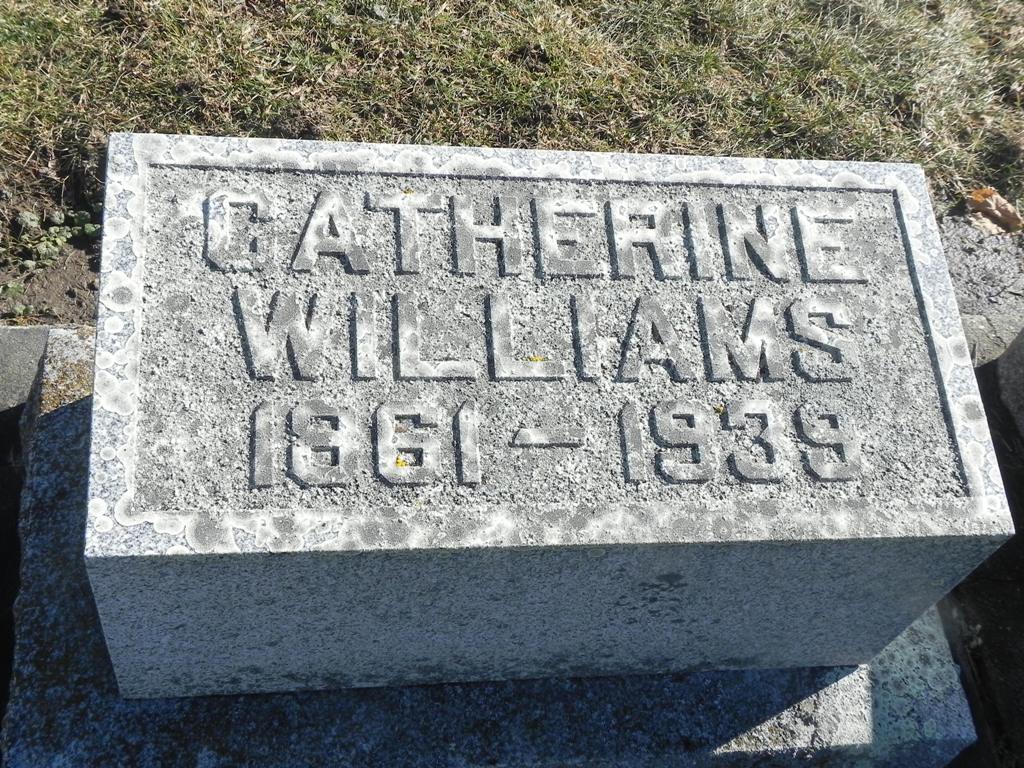 CATHERINE
WILLIAMS
1861 – 1939